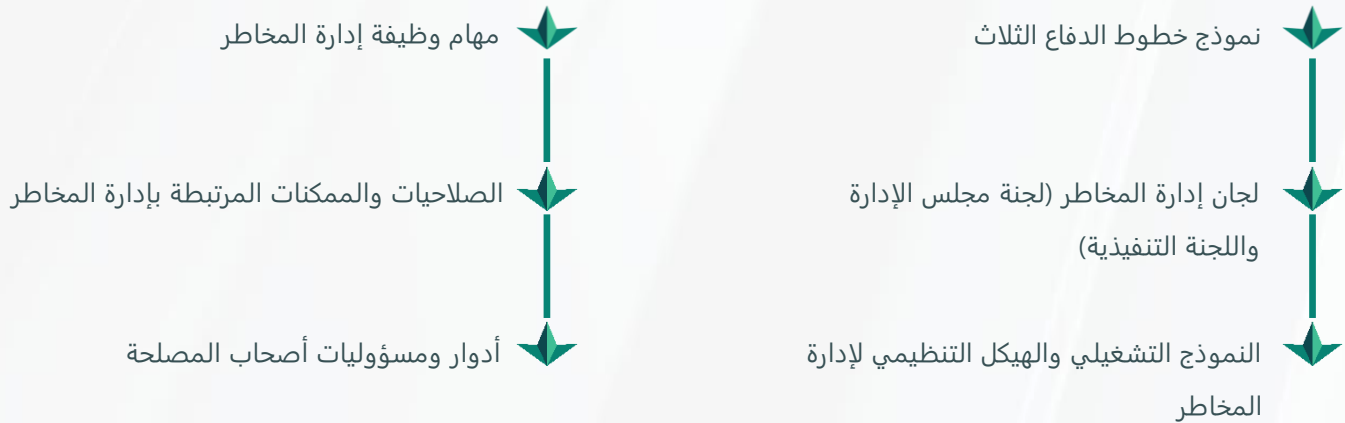 نموذج خطوط الدفاع الثلاث
لجان إدارة المخاطر (لجنة مجلس الإدارة
واللجنة التنفيذية)
النموذج التشغيلي والهيكل التنظيمي لإدارة
المخاطر
مهام وظيفة إدارة المخاطر
الصلاحيات والممكنات المرتبطة بإدارة المخاطر
أدوار ومسؤوليات أصحاب المصلحة